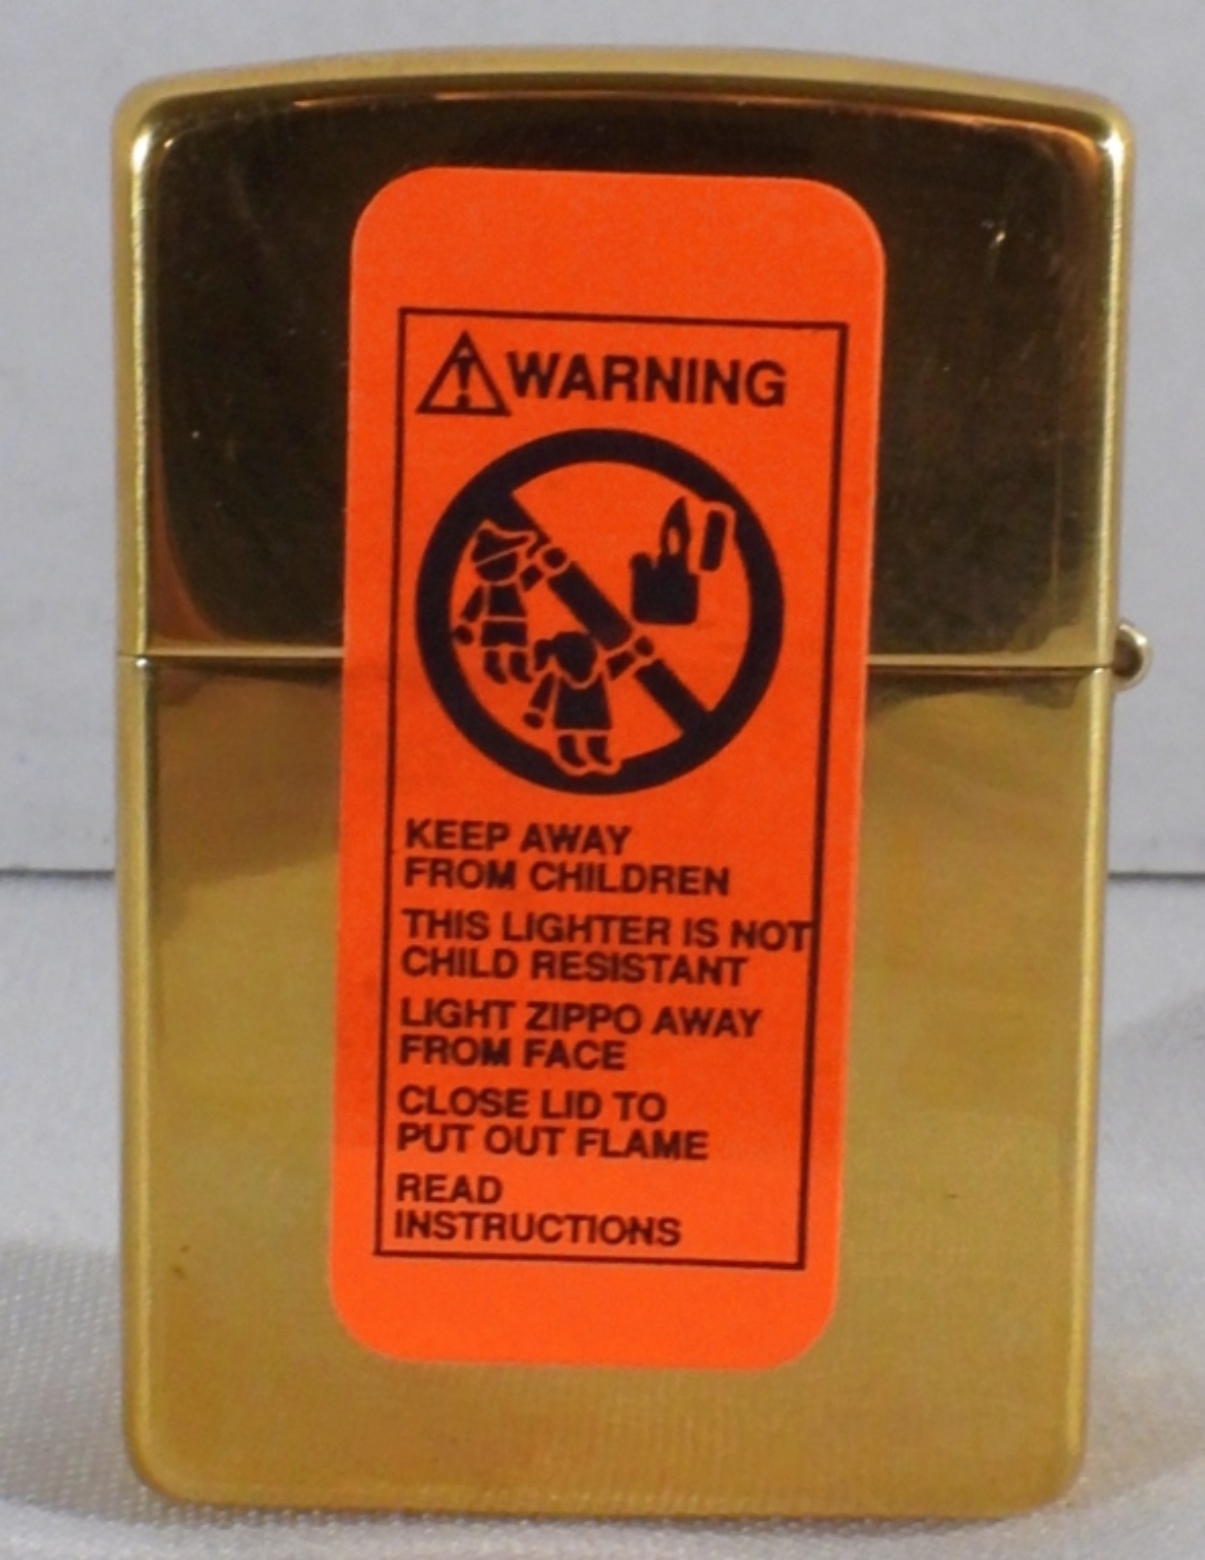 WARNING
KEEP AWAY
FROM CHILDREN
THIS LIGHTER IS NOT
CHILD RESISTANT
LIGHT ZIPPO AWAY
FROM FACE
CLOSE LID TO
PUT OUT FLAME
READ
INSTRUCTIONS